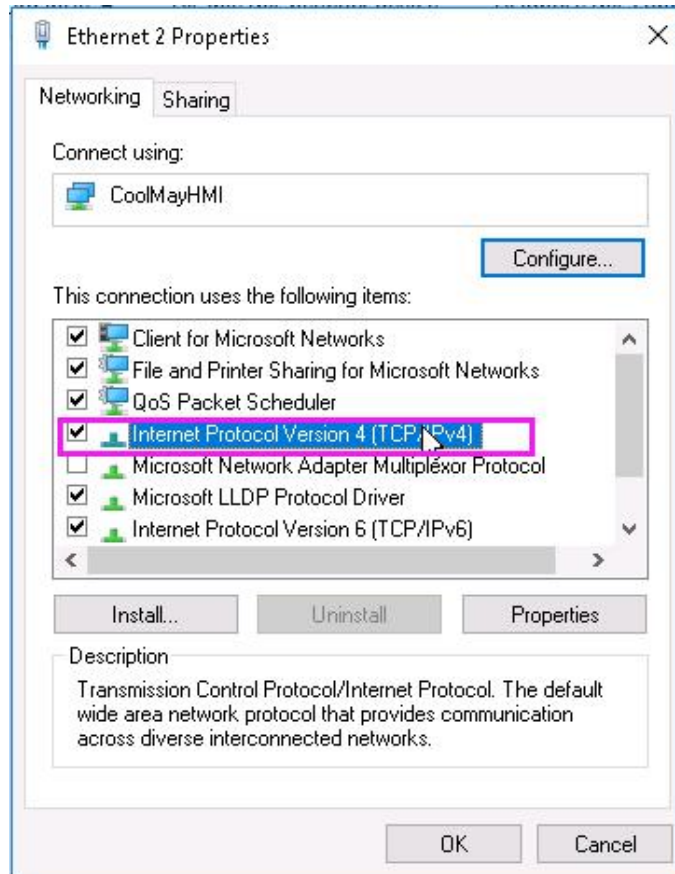 Ethernet 2 Properties
Networking Sharing
Connect using:
CoolMayHMI
Configure...
This connection uses the following items:
Client for Microsoft Networks
File and Printer Sharing for Microsoft Networks
QoS Packet Scheduler
Internet Protocol Version 4 (TCP/IPv4)
Microsoft Network Adapter Multiplexor Protocol
Microsoft LLDP Protocol Driver
Internet Protocol Version 6 (TCP/IPv6)
Install... Uninstall Properties
Description
Transmission Control Protocol/Internet Protocol. The default
wide area network protocol that provides communication
across diverse interconnected networks.
OK Cancel